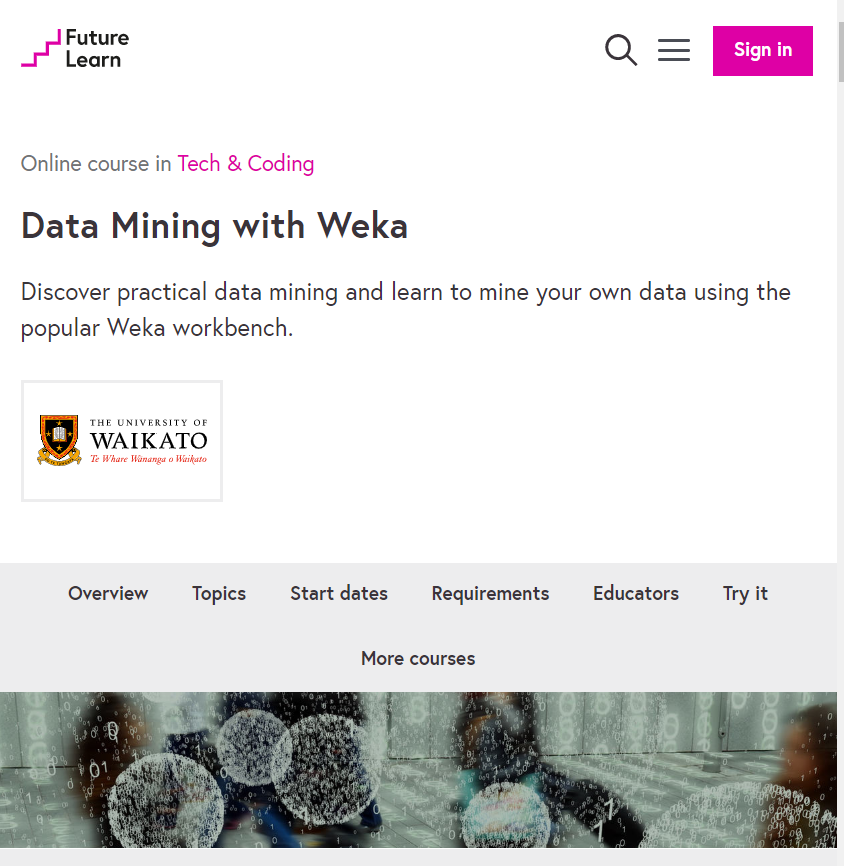 Future
Learn
Sign in
Online course in Tech & Coding
Data Mining with Weka
Discover practical data mining and learn to mine your own data using the
popular Weka workbench.
THE UNIVERSITY OF
WAIKATO
Te Whare Wānanga o Waikato
Overview Topics Start dates Requirements Educators Try it
More courses